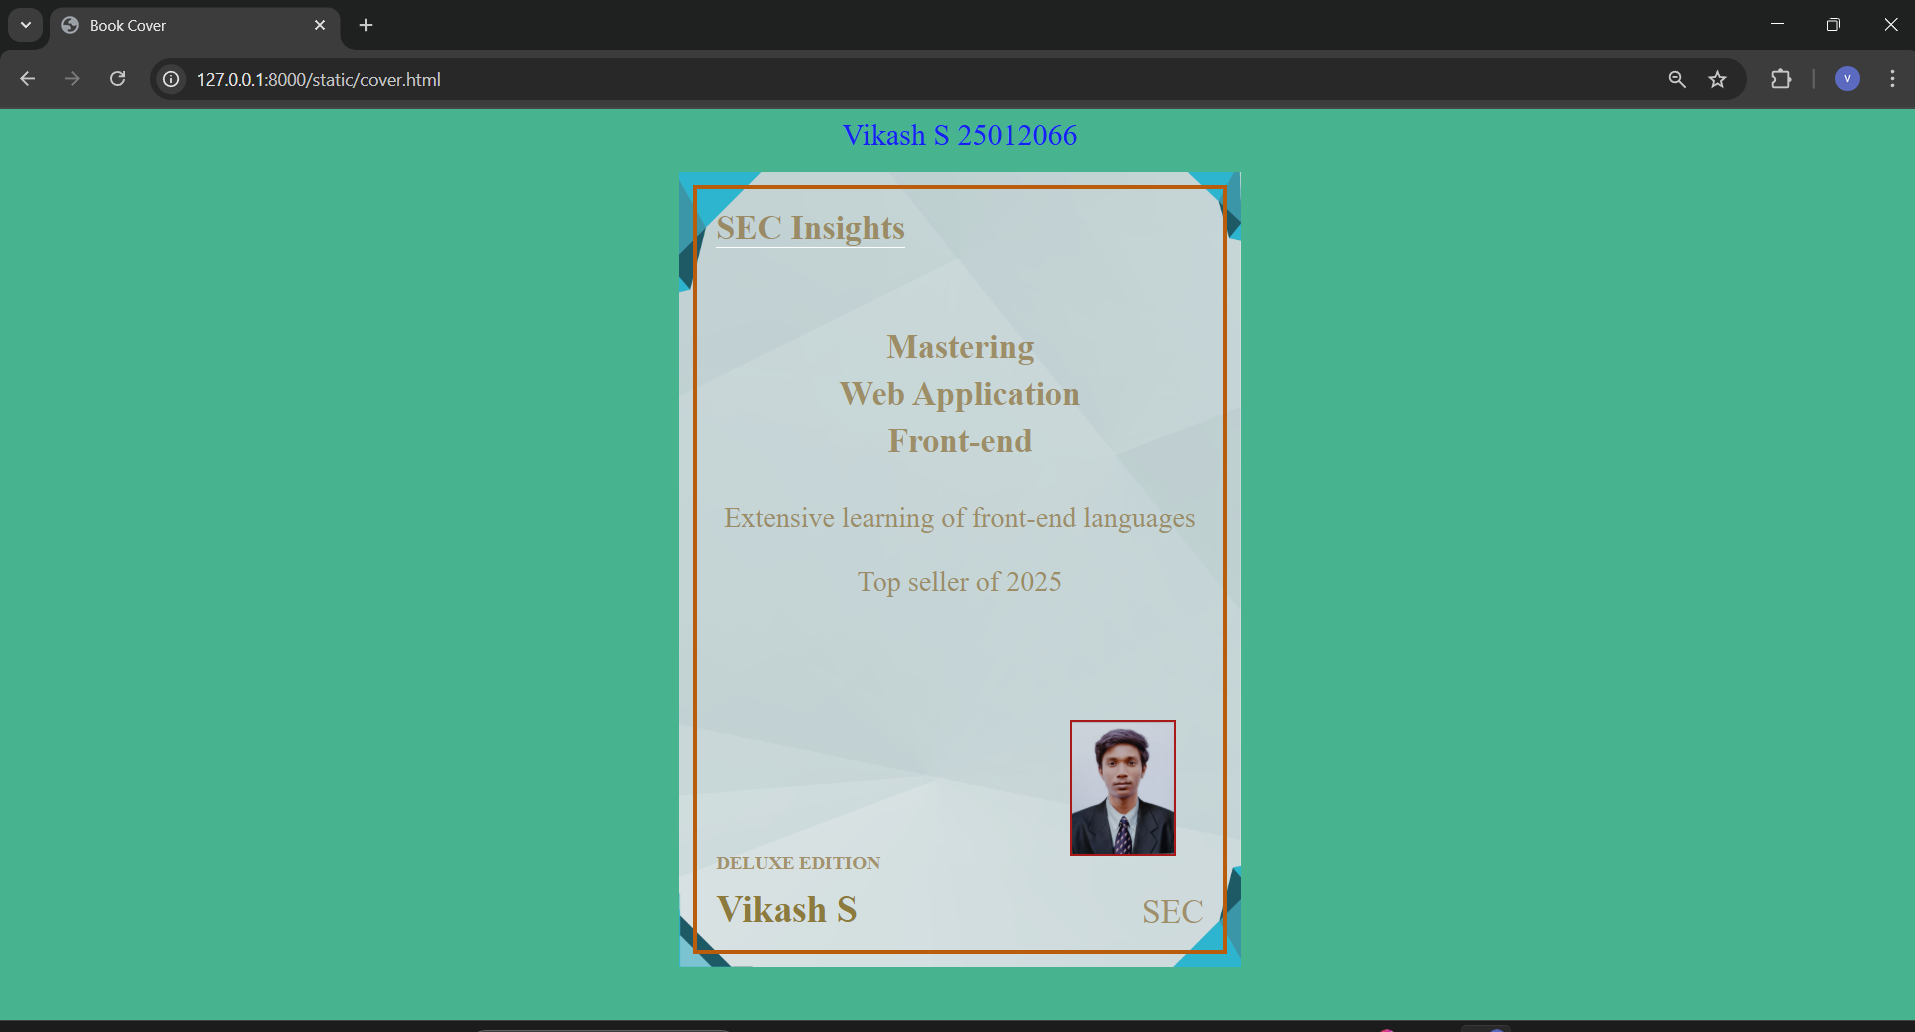 Book Cover
127.0.0.1:8000/static/cover.html
V
Vikash S 25012066
SEC Insights
Mastering
Web Application
Front-end
Extensive learning of front-end languages
Top seller of 2025
DELUXE EDITION
Vikash S
SEC